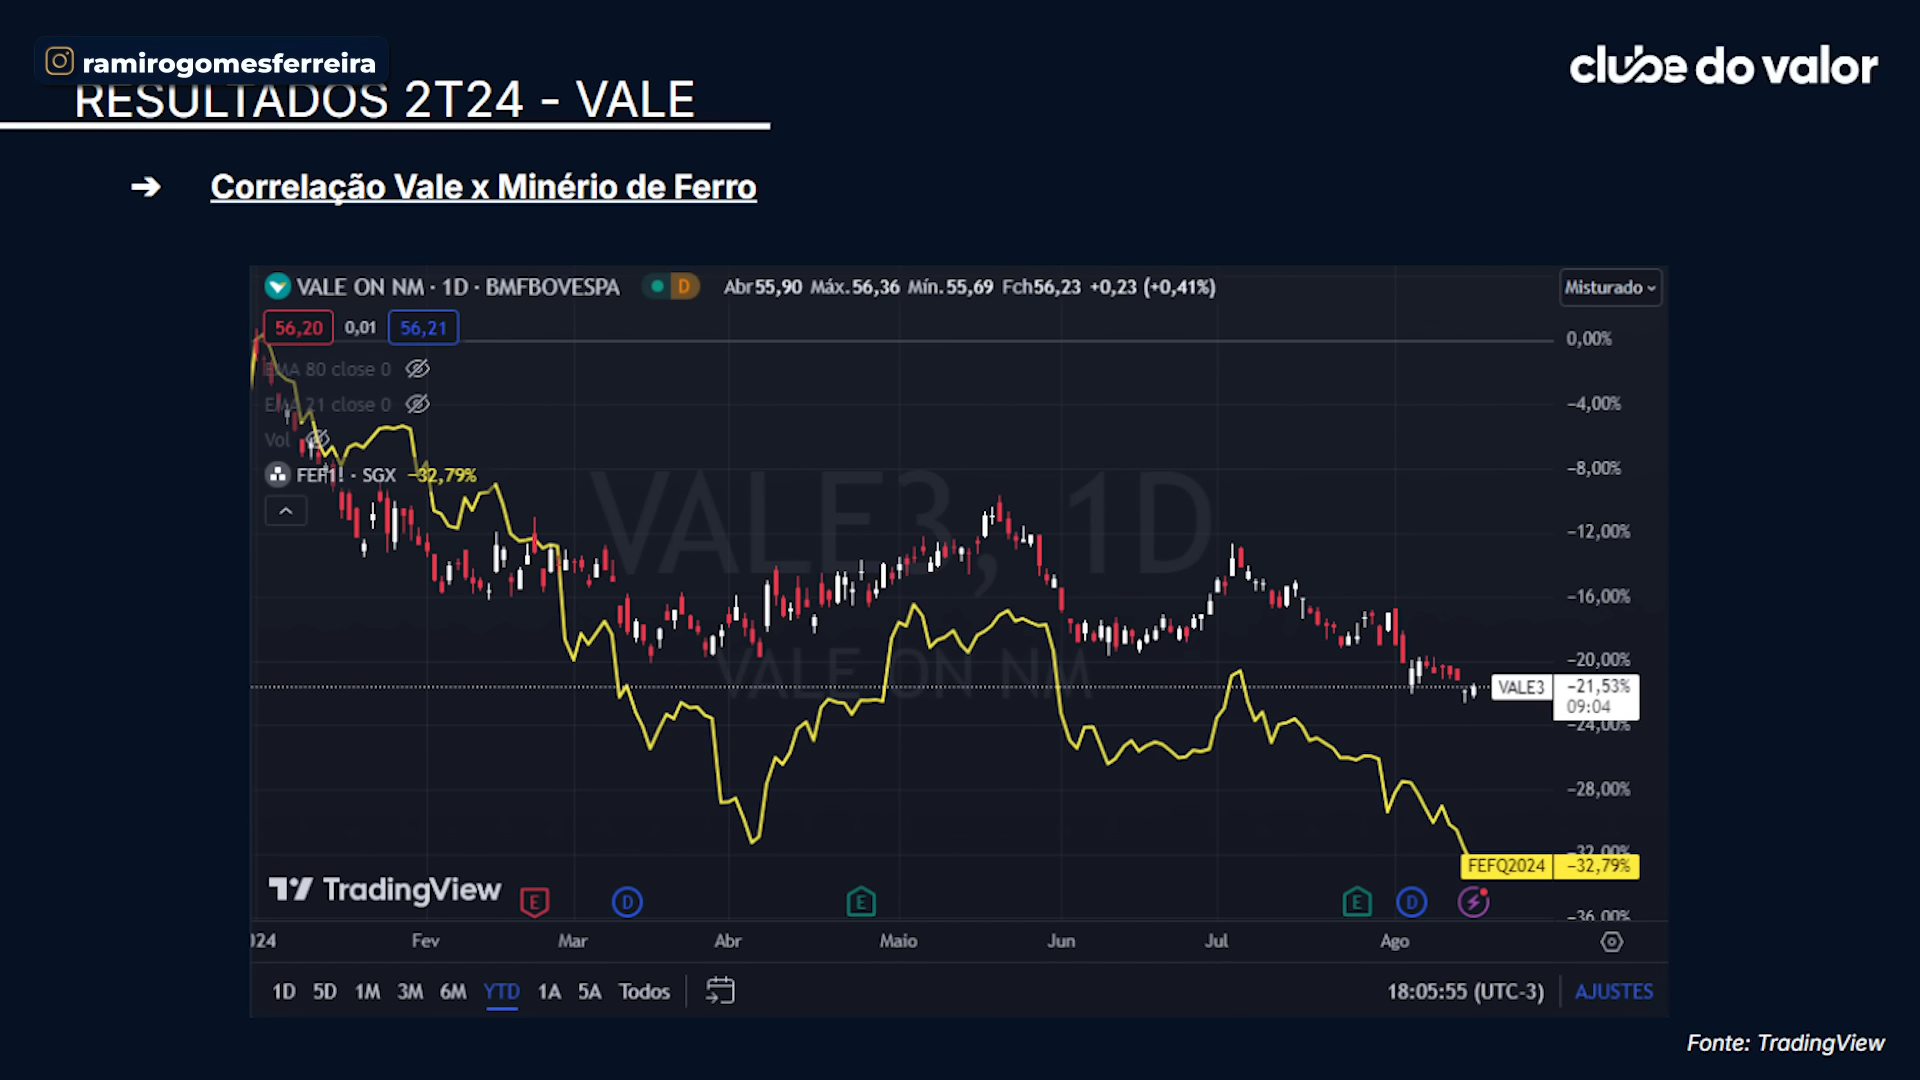 ramirogomesferreira
clube do valor
RESULTADOS 2T24 - VALE
➔ Correlação Vale x Minério de Ferro
VALE ON NM · 1D · BMFBOVESPA D Abr55,90 Máx.56,36 Mín.55,69 Fch56,23 +0,23 (+0,41%) Misturado
56,20 0,01 56,21
EMA 80 close 0
EMA 21 close 0
Vol
FEF1! · SGX −32,79%
VALE3, 1D
VALE ON NM
0,00%
−4,00%
−8,00%
−12,00%
−16,00%
−20,00%
VALE3 −21,53%
09:04
−24,00%
−28,00%
−32,00%
FEFQ2024 −32,79%
−36,00%
TradingView
E D E E D
024 Fev Mar Abr Maio Jun Jul Ago
1D 5D 1M 3M 6M YTD 1A 5A Todos 18:05:55 (UTC-3) AJUSTES
Fonte: TradingView